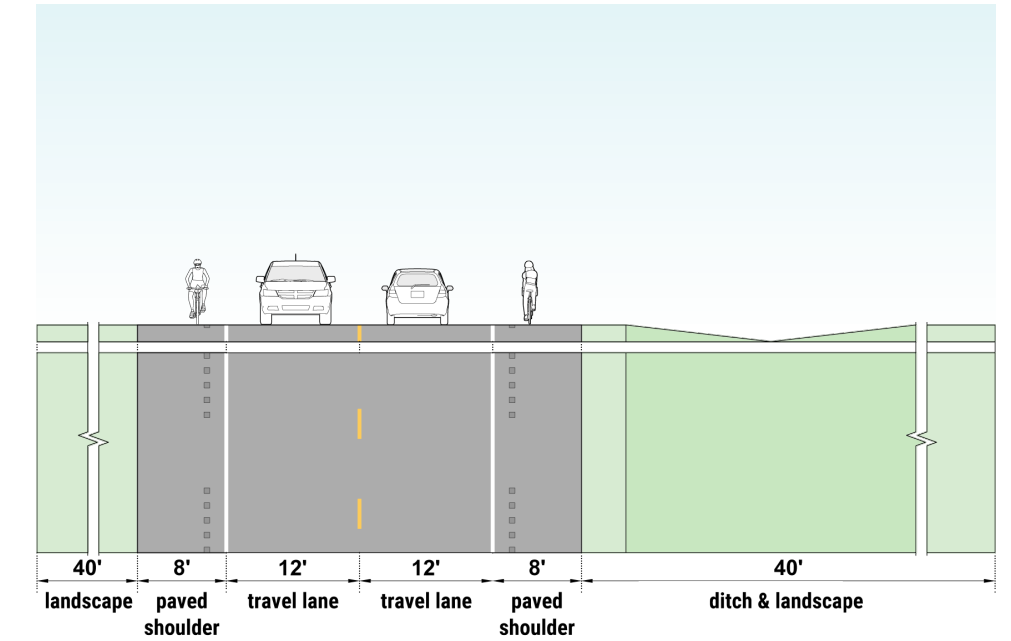 40' 8' 12' 12' 8' 40'
landscape paved travel lane travel lane paved ditch & landscape
shoulder shoulder